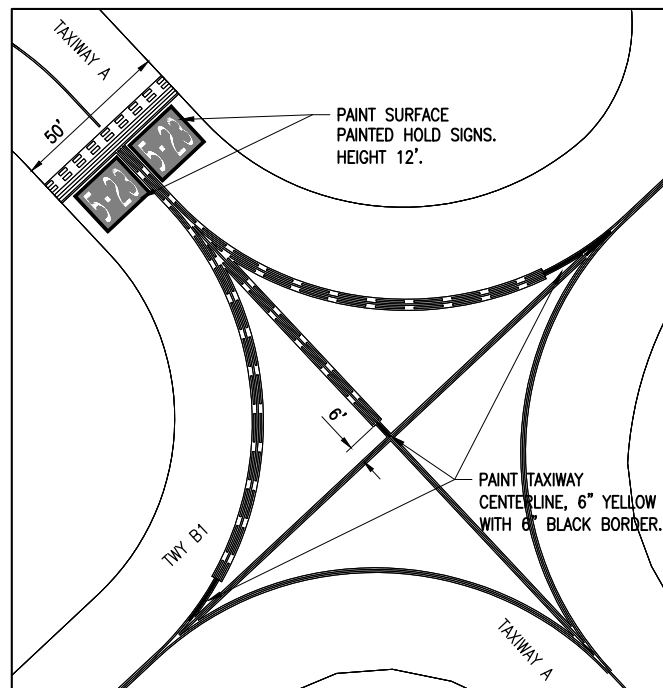 TAXIWAY A
50'
5-23
5-23
PAINT SURFACE
PAINTED HOLD SIGNS.
HEIGHT 12'.
6'
PAINT TAXIWAY
CENTERLINE, 6" YELLOW
WITH 6" BLACK BORDER.
TWY B1
TAXIWAY A